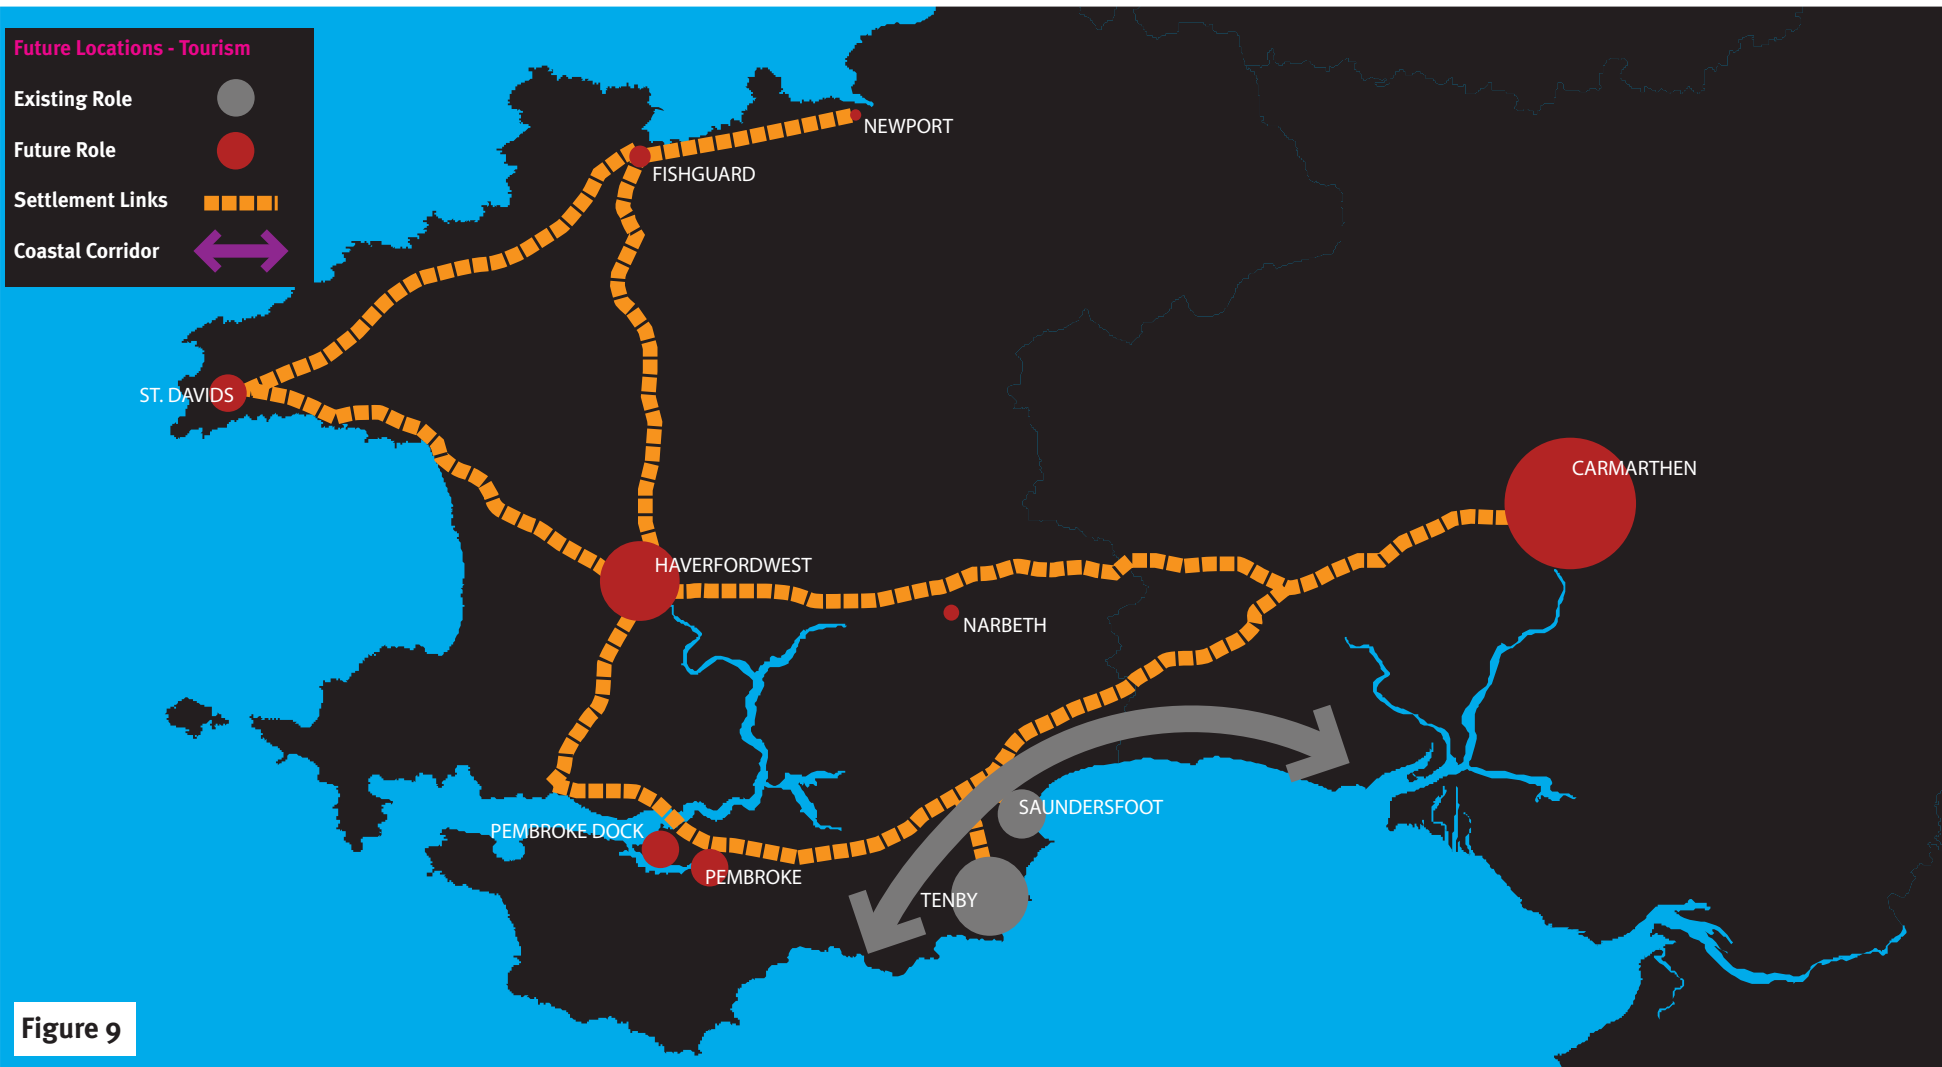 Future Locations - Tourism
Existing Role
Future Role
Settlement Links
Coastal Corridor
NEWPORT
FISHGUARD
ST. DAVIDS
CARMARTHEN
HAVERFORDWEST
NARBETH
SAUNDERSFOOT
PEMBROKE DOCK
PEMBROKE
TENBY
Figure 9